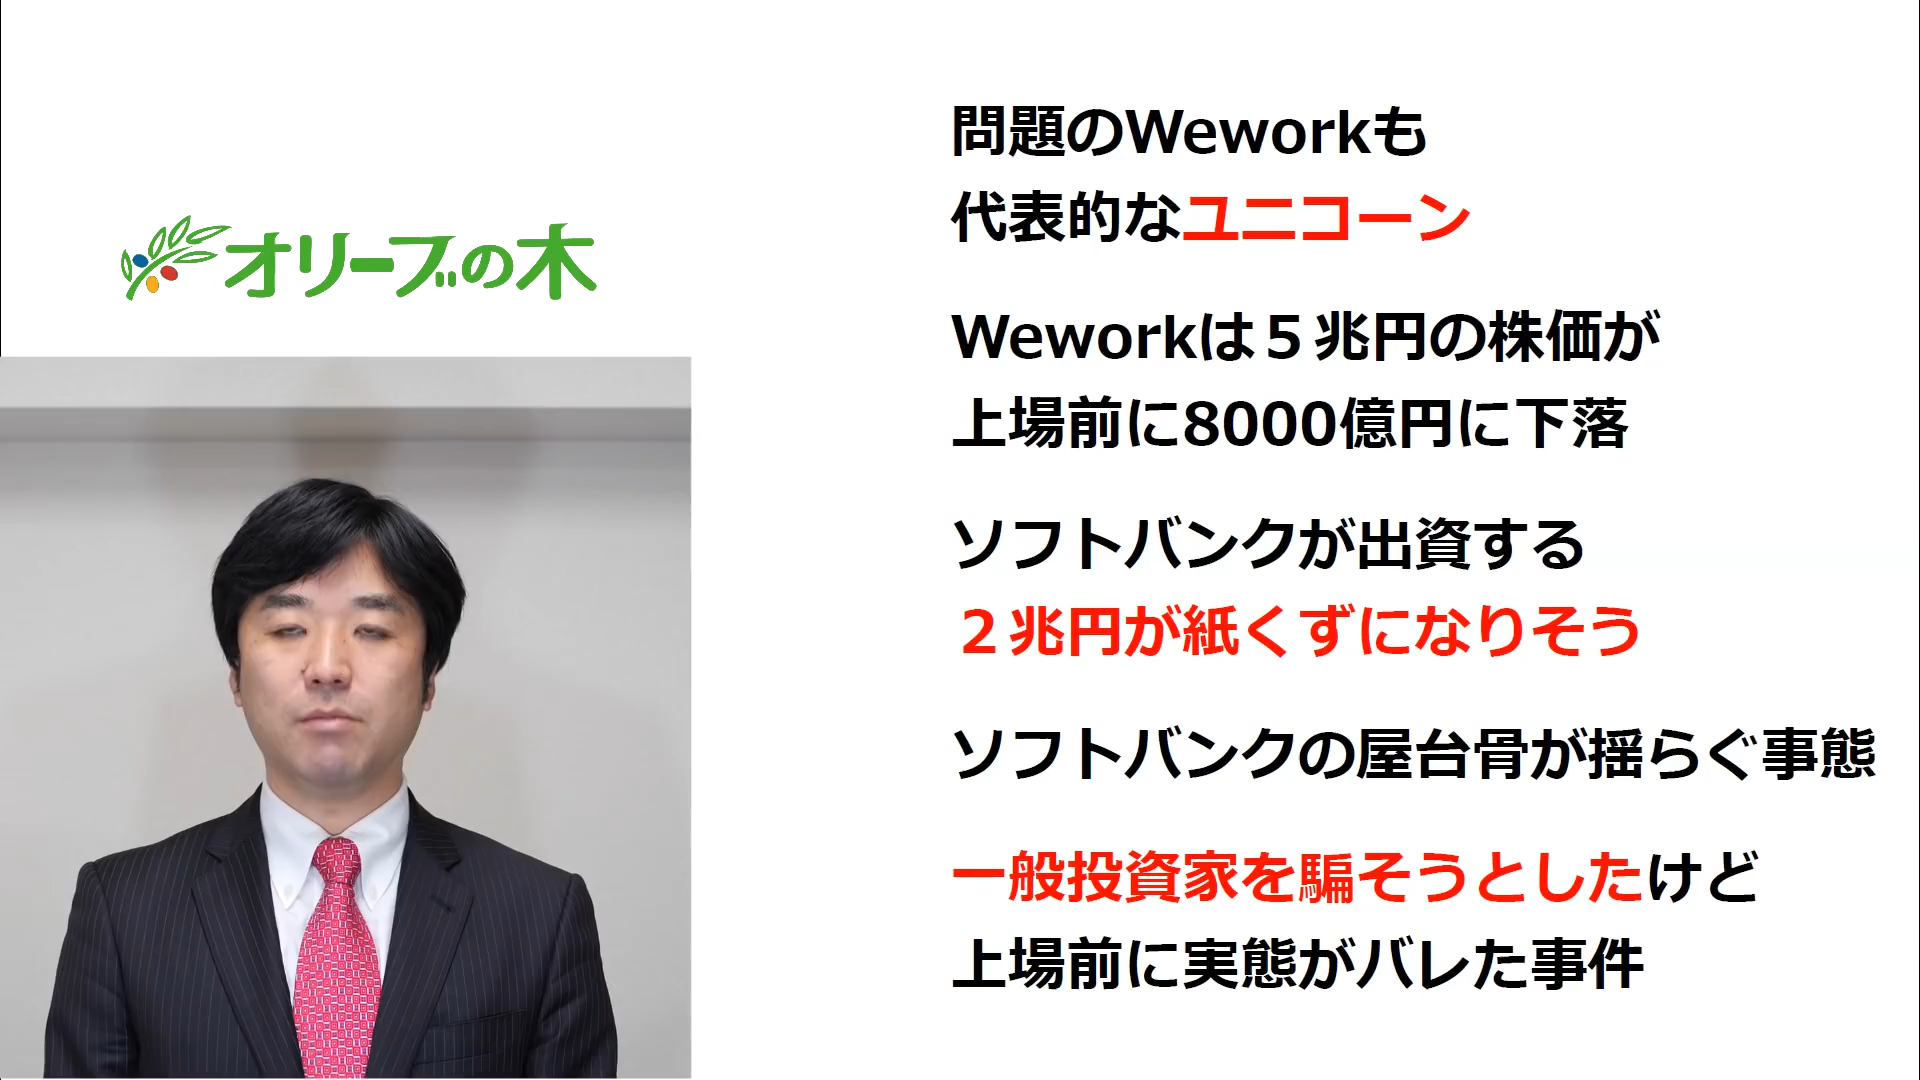 オリーブの木
問題のWeworkも
代表的なユニコーン
Weworkは５兆円の株価が
上場前に8000億円に下落
ソフトバンクが出資する
２兆円が紙くずになりそう
ソフトバンクの屋台骨が揺らぐ事態
一般投資家を騙そうとしたけど
上場前に実態がバレた事件